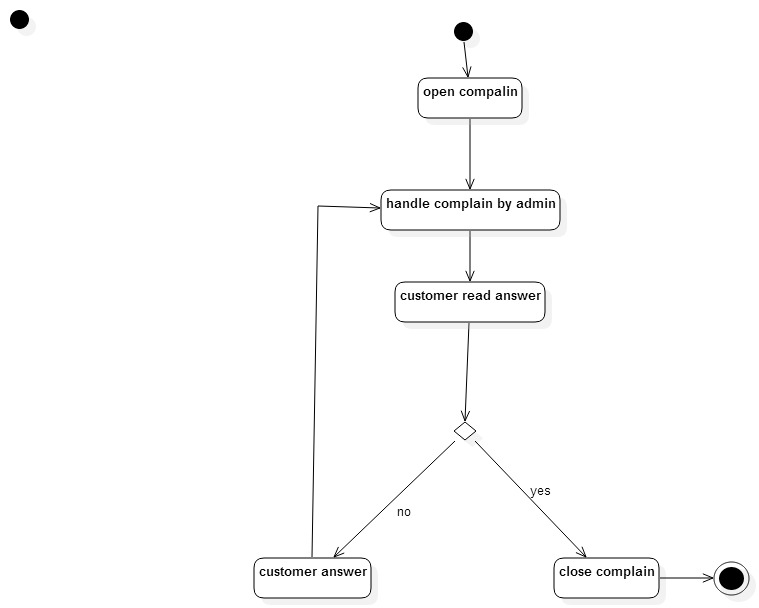 open compalin
handle complain by admin
customer read answer
yes
no
customer answer
close complain